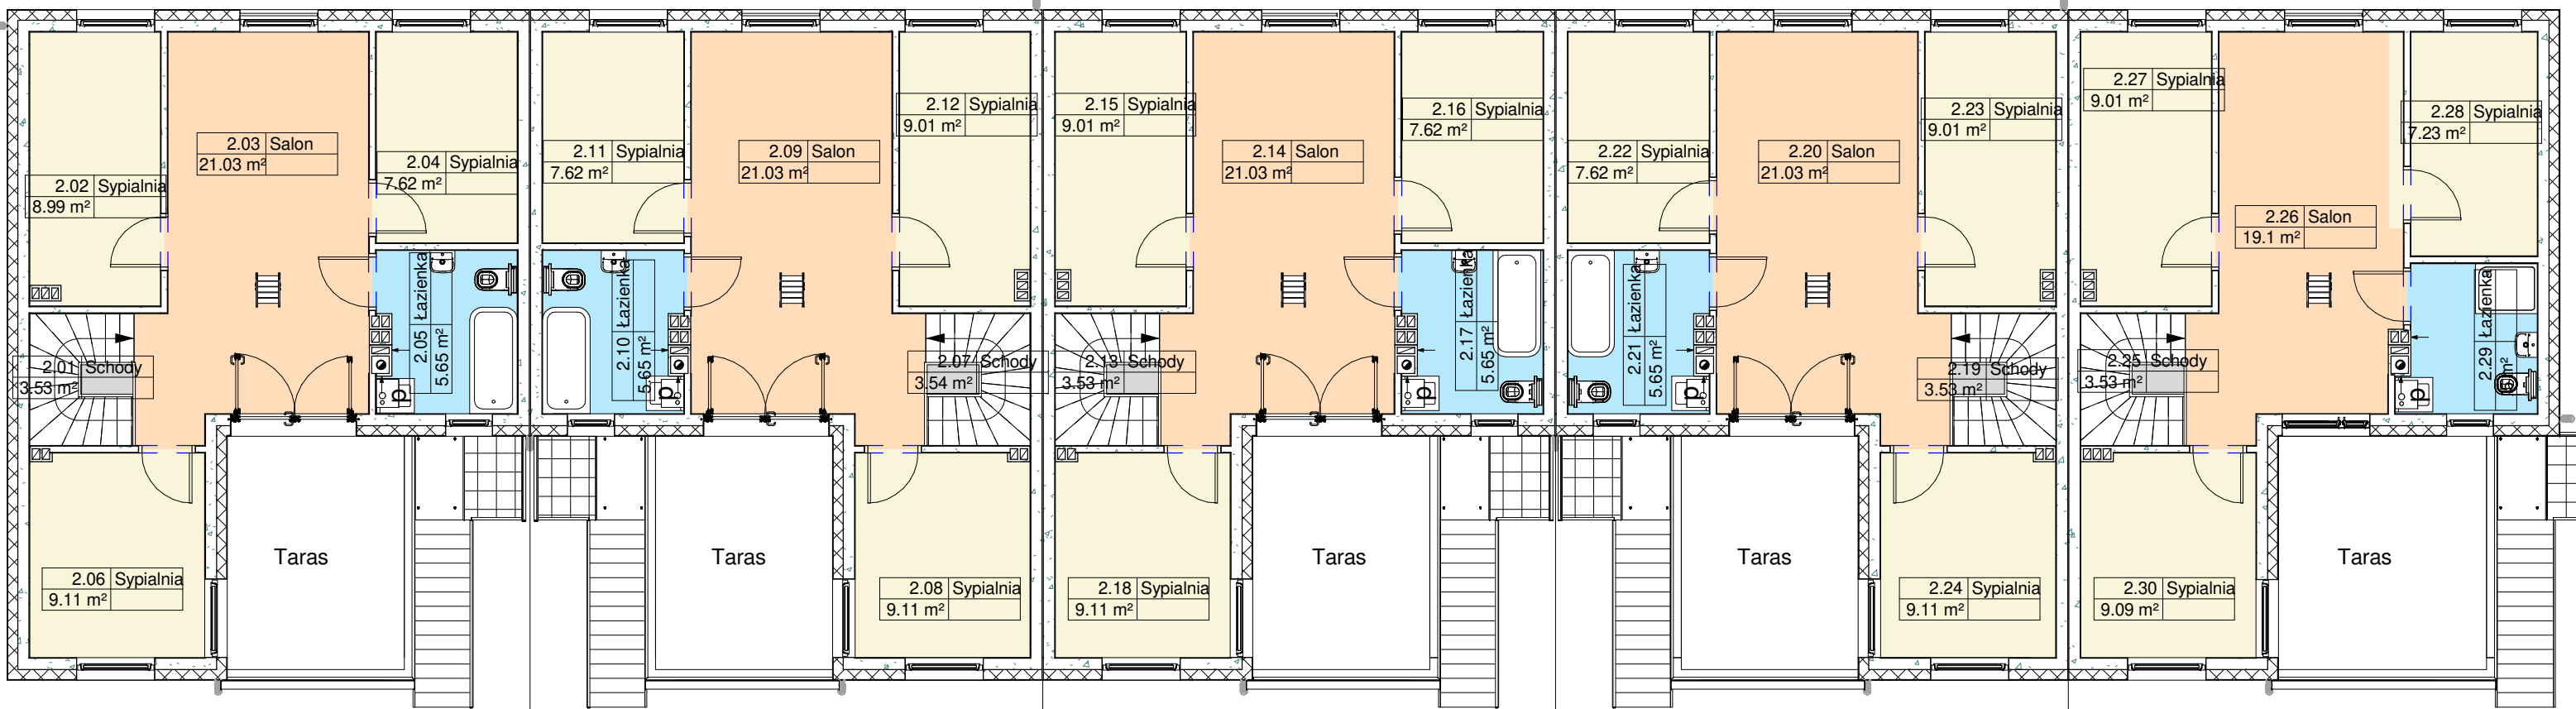 2.02 Sypialnia
8.99 m²
2.03 Salon
21.03 m²
2.04 Sypialnia
7.62 m²
2.01 Schody
3.53 m²
2.05 Łazienka
5.65 m²
2.06 Sypialnia
9.11 m²
Taras
2.11 Sypialnia
7.62 m²
2.09 Salon
21.03 m²
2.12 Sypialnia
9.01 m²
2.10 Łazienka
5.65 m²
2.07 Schody
3.54 m²
Taras
2.08 Sypialnia
9.11 m²
2.15 Sypialnia
9.01 m²
2.14 Salon
21.03 m²
2.16 Sypialnia
7.62 m²
2.13 Schody
3.53 m²
2.17 Łazienka
5.65 m²
2.18 Sypialnia
9.11 m²
Taras
2.22 Sypialnia
7.62 m²
2.20 Salon
21.03 m²
2.23 Sypialnia
9.01 m²
2.21 Łazienka
5.65 m²
2.19 Schody
3.53 m²
Taras
2.24 Sypialnia
9.11 m²
2.27 Sypialnia
9.01 m²
2.26 Salon
19.1 m²
2.28 Sypialnia
7.23 m²
2.25 Schody
3.53 m²
2.29 Łazienka
m²
2.30 Sypialnia
9.09 m²
Taras